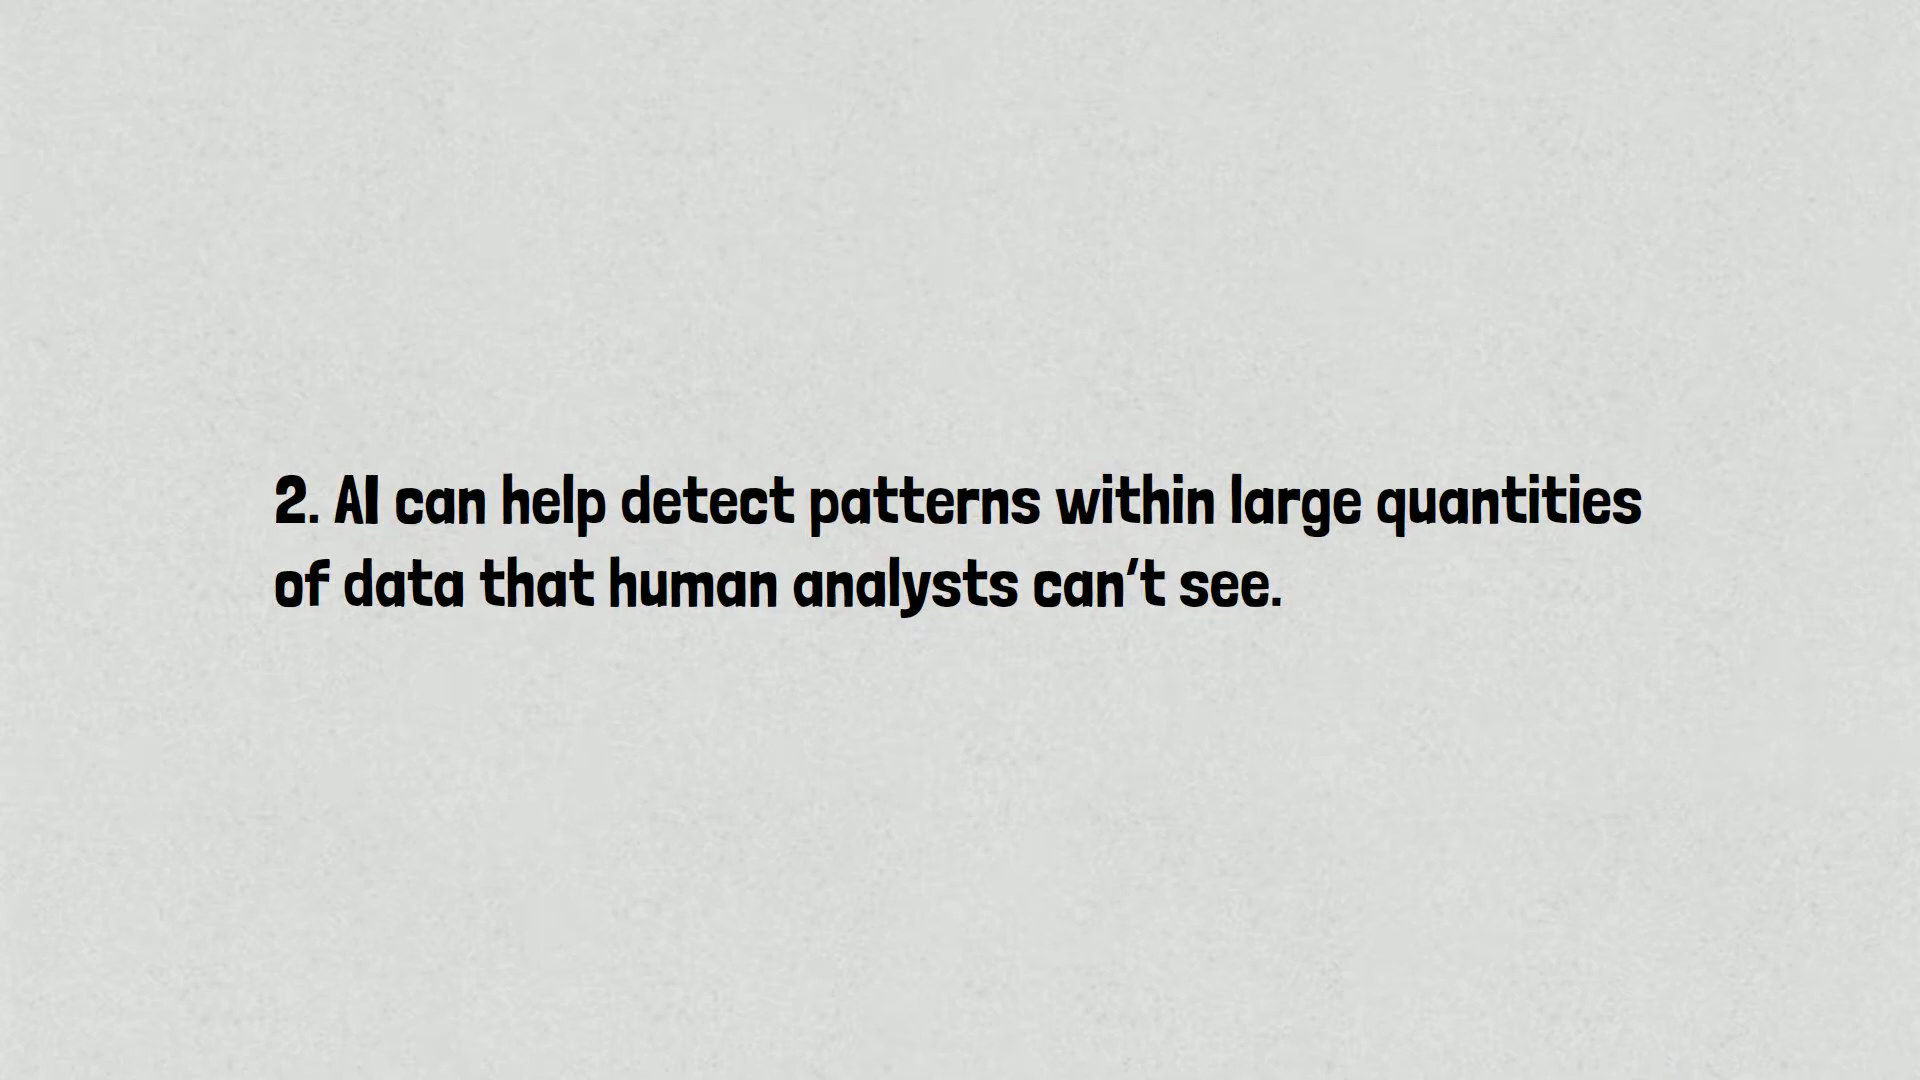 2. AI can help detect patterns within large quantities
of data that human analysts can't see.